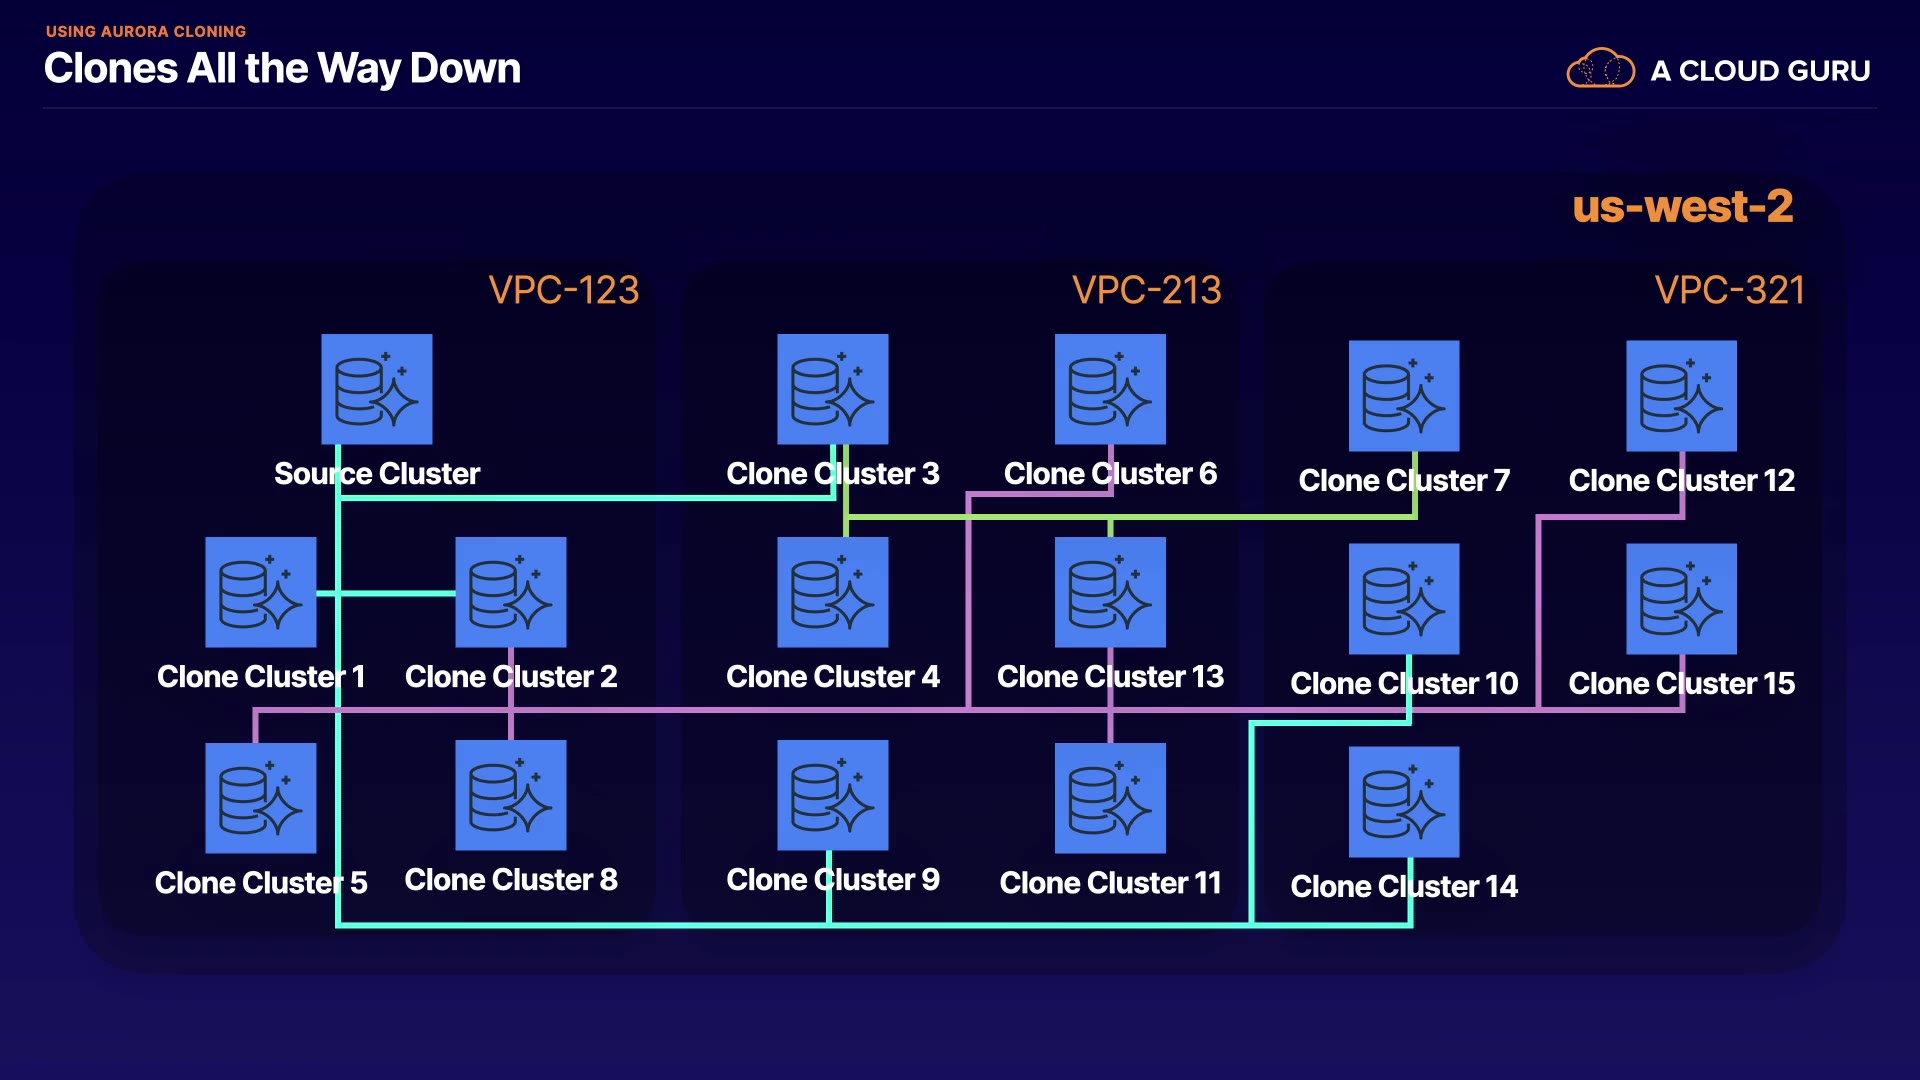 USING AURORA CLONING
Clones All the Way Down
A CLOUD GURU
us-west-2
VPC-123
VPC-213
VPC-321
Source Cluster
Clone Cluster 3
Clone Cluster 6
Clone Cluster 7
Clone Cluster 12
Clone Cluster 1
Clone Cluster 2
Clone Cluster 4
Clone Cluster 13
Clone Cluster 10
Clone Cluster 15
Clone Cluster 5
Clone Cluster 8
Clone Cluster 9
Clone Cluster 11
Clone Cluster 14